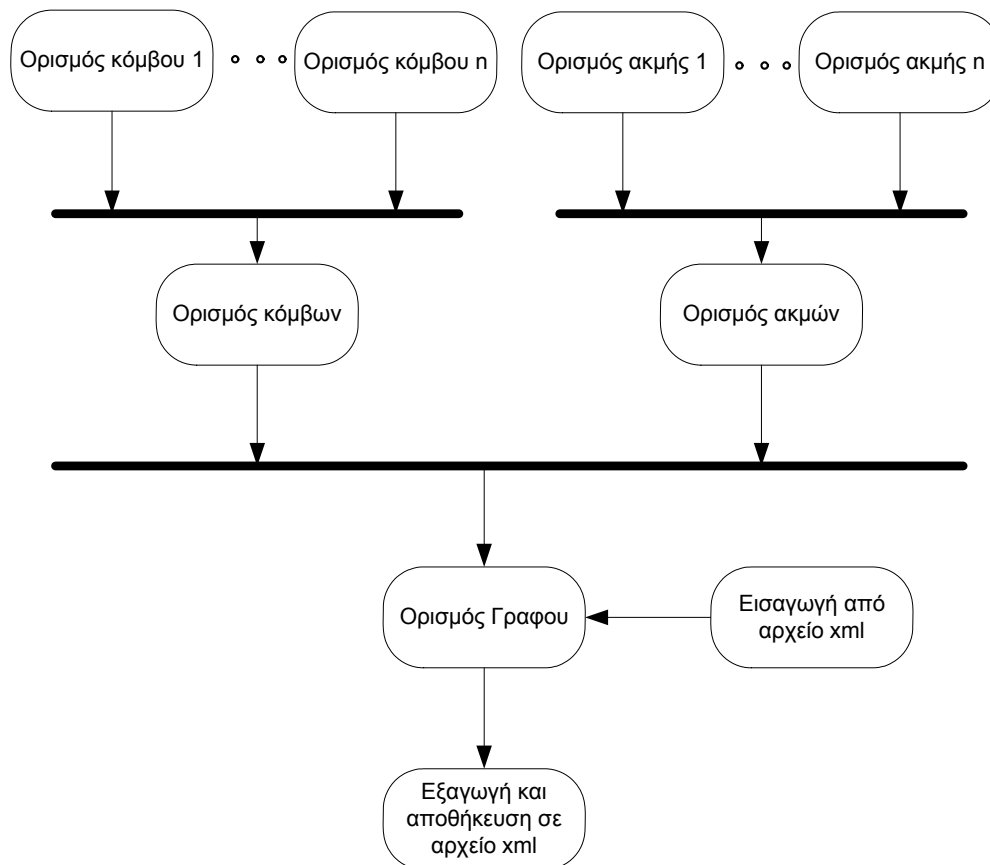 Ορισμός κόμβου 1
Ορισμός κόμβου n
Ορισμός ακμής 1
Ορισμός ακμής n
Ορισμός κόμβων
Ορισμός ακμών
Ορισμός Γραφου
Εισαγωγή από
αρχείο xml
Εξαγωγή και
αποθήκευση σε
αρχείο xml